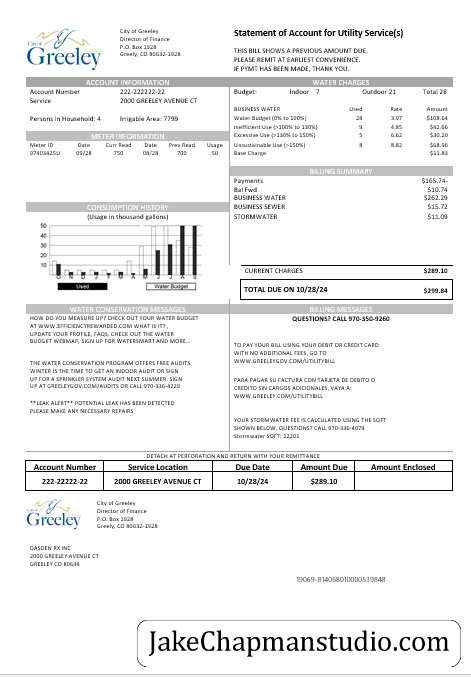 City of
Greeley
City of Greeley
Director of Finance
P.O. Box 1928
Greely, CO 80632-1928
Statement of Account for Utility Service(s)
THIS BILL SHOWS A PREVIOUS AMOUNT DUE.
PLEASE REMIT AT EARLIEST CONVENIENCE.
IF PYMT HAS BEEN MADE, THANK YOU.
ACCOUNT INFORMATION
Account Number 222-222222-22
Service 2000 GREELEY AVENUE CT
Persons in Household: 4 Irrigable Area: 7799
METER INFORMATION
Meter ID 09/28 Curr Read 08/28 Prev Read Usage
750 700 50
WATER CHARGES
Budget: Indoor 7 Outdoor 21 Total 28
BUSINESS WATER Used Rate Amount
Water Budget (0% to 100%) 28 3.97 $108.64
Inefficient Use (>100% to 130%) 9 4.85 $42.66
Excessive Use (>130% to 150%) 5 6.62 $30.20
Unsustainable Use (>150%) 8 8.82 $68.96
Base Charge $11.83
BILLING SUMMARY
Payments $165.74-
Bal Fwd $10.74
BUSINESS WATER $262.29
BUSINESS SEWER $15.72
STORMWATER $11.09
CONSUMPTION HISTORY
(Usage in thousand gallons)
50
40
30
20
10
Used Water Budget
CURRENT CHARGES $289.10
TOTAL DUE ON 10/28/24 $299.84
WATER CONSERVATION MESSAGES
HOW DO YOU MEASURE UP? CHECK OUT YOUR WATER BUDGET
AT WWW.EFFICIENCYREWARDED.COM WHAT IS IT?,
UPDATE YOUR PROFILE, FAQS, CHECK OUT THE WATER
BUDGET WEBMAP, SIGN UP FOR WATERSMART AND MORE..
THE WATER CONSERVATION PROGRAM OFFERS FREE AUDITS,
WINTER IS THE TIME TO GET AN INDOOR AUDIT OR SIGN
UP FOR A SPRINKLER SYSTEM AUDIT NEXT SUMMER. SIGN
UP AT GREELEYGOV.COM/AUDITS OR CALL 970-336-4220
**LEAK ALERT** POTENTIAL LEAK HAS BEEN DETECTED
PLEASE MAKE ANY NECESSARY REPAIRS
BILLING MESSAGES
QUESTIONS? CALL 970-350-9260
TO PAY YOUR BILL USING YOUR DEBIT OR CREDIT CARD
WITH NO ADDITIONAL FEES, GO TO
WWW.GREELEY.COM/UTILITYBILL
PARA PAGAR SU FACTURA CON TARJETA DE DEBITO O
CREDITO SIN CARGOS ADICIONALES, VAYA A:
WWW.GREELEY.COM/UTILITYBILL
YOUR STORMWATER FEE IS CALCULATED USING THE SQFT
SHOWN BELOW. QUESTIONS? CALL 970-336-4074
Stormwater SQFT: 12201
DETACH AT PERFORATION AND RETURN WITH YOUR REMITTANCE
Account Number Service Location Due Date Amount Due Amount Enclosed
222-22222-22 2000 GREELEY AVENUE CT 10/28/24 $289.10
City of
Greeley
City of Greeley
Director of Finance
P.O. Box 1928
Greely, CO 80632-1928
DASDEN RX INC
2000 GREELEY AVENUE CT
GREELEY CO 80634
19069-81406801000053984B
JakeChapmanstudio.com